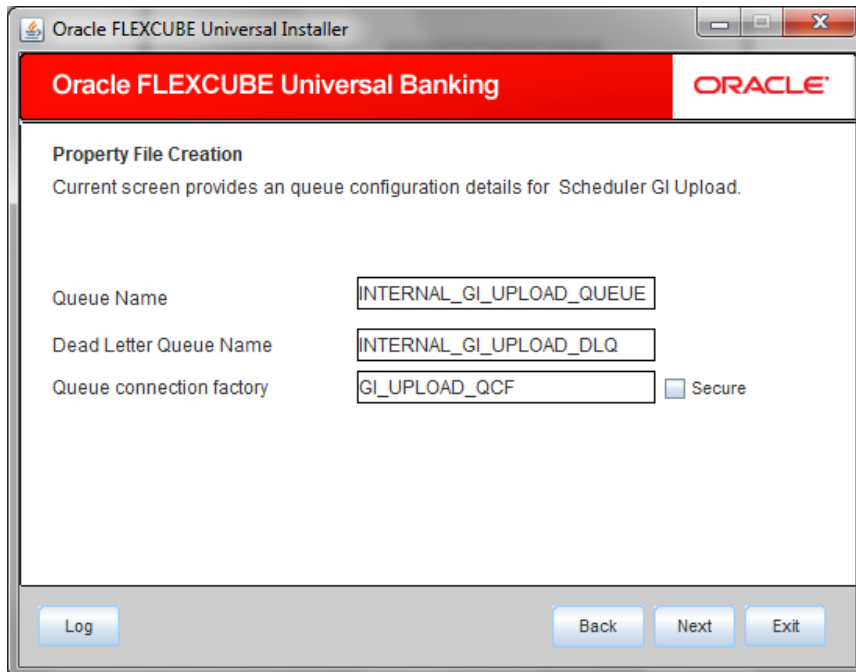 Oracle FLEXCUBE Universal Installer
Oracle FLEXCUBE Universal Banking
ORACLE
Property File Creation
Current screen provides an queue configuration details for Scheduler GI Upload.
Queue Name INTERNAL_GI_UPLOAD_QUEUE
Dead Letter Queue Name INTERNAL_GI_UPLOAD_DLQ
Queue connection factory GI_UPLOAD_QCF Secure
Log Back Next Exit